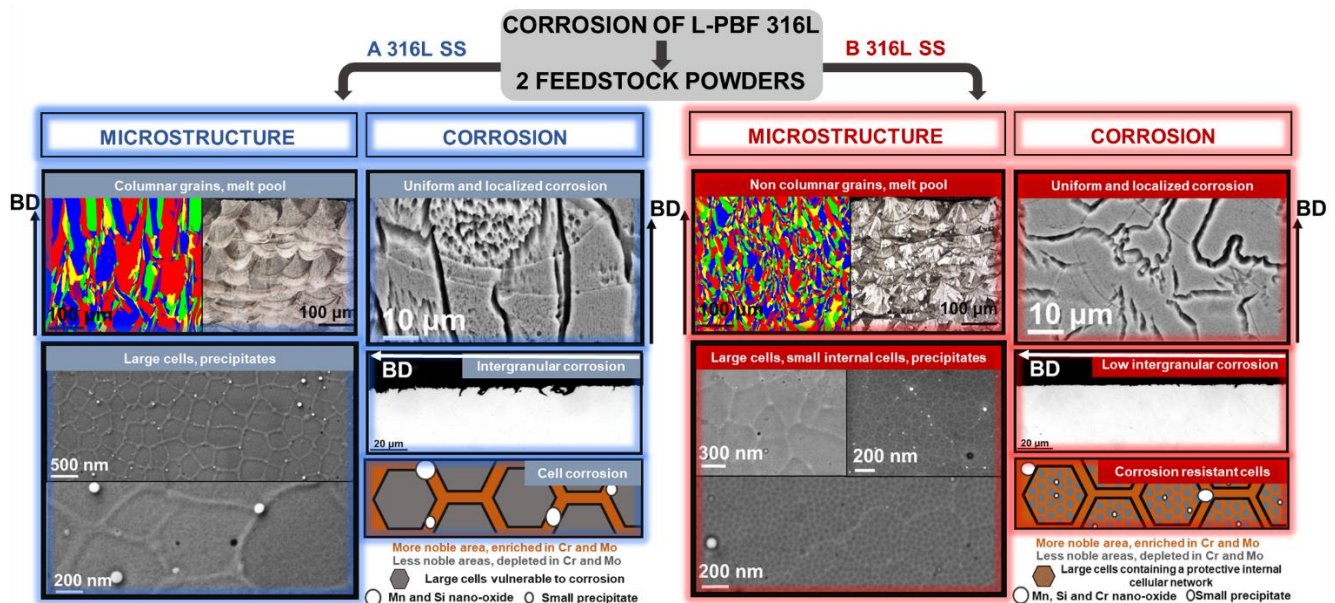 CORROSION OF L-PBF 316L
2 FEEDSTOCK POWDERS
A 316L SS
B 316L SS
MICROSTRUCTURE
CORROSION
Columnar grains, melt pool
BD
100 µm
100 µm
Uniform and localized corrosion
10 µm
Large cells, precipitates
500 nm
200 nm
BD
Intergranular corrosion
20 µm
Cell corrosion
More noble area, enriched in Cr and Mo
Less noble areas, depleted in Cr and Mo
Large cells vulnerable to corrosion
Mn and Si nano-oxide
Small precipitate
MICROSTRUCTURE
CORROSION
Non columnar grains, melt pool
BD
100 µm
100 µm
Uniform and localized corrosion
BD
10 µm
Large cells, small internal cells, precipitates
300 nm
200 nm
200 nm
BD
Low intergranular corrosion
20 µm
Corrosion resistant cells
More noble area, enriched in Cr and Mo
Less noble areas, depleted in Cr and Mo
Large cells containing a protective internal
cellular network
Mn, Si and Cr nano-oxide
Small precipitate